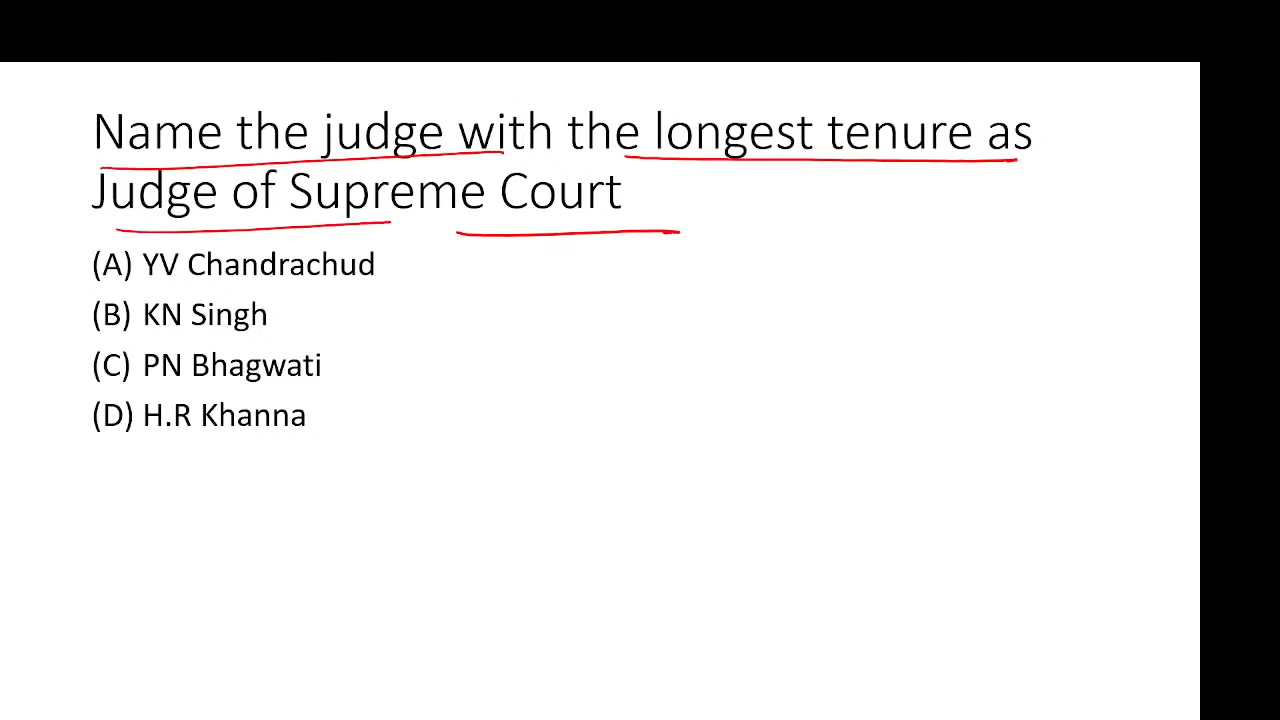 Name the judge with the longest tenure as
Judge of Supreme Court
(A) YV Chandrachud
(B) KN Singh
(C) PN Bhagwati
(D) H.R Khanna